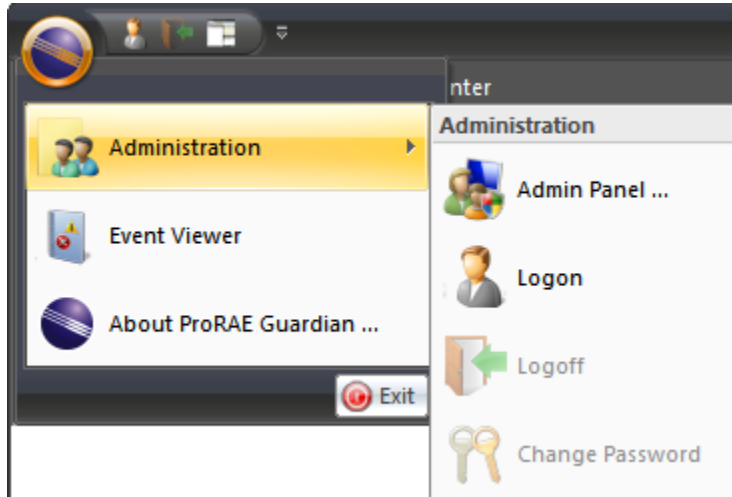 nter
Administration
Event Viewer
About ProRAE Guardian ...
Exit
Administration
Admin Panel ...
Logon
Logoff
Change Password